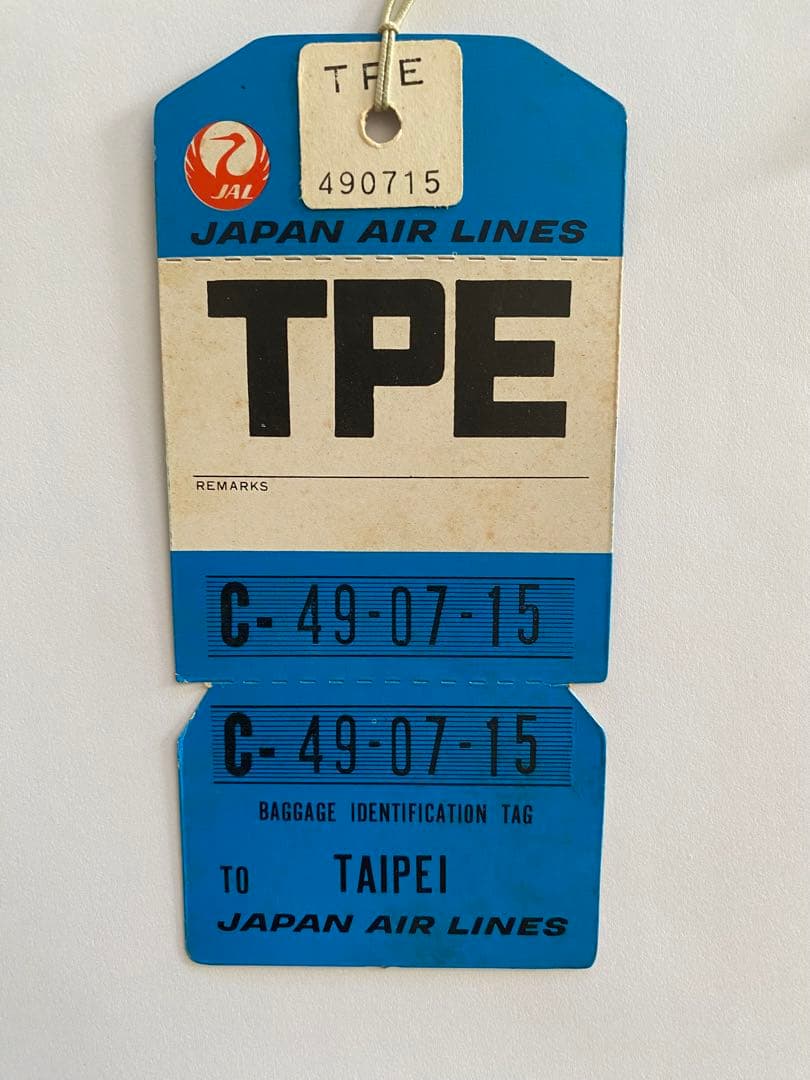 TPE
490715
JAL
JAPAN AIR LINES
TPE
REMARKS
C-49-07-15
C-49-07-15
BAGGAGE IDENTIFICATION TAG
TO TAIPEI
JAPAN AIR LINES